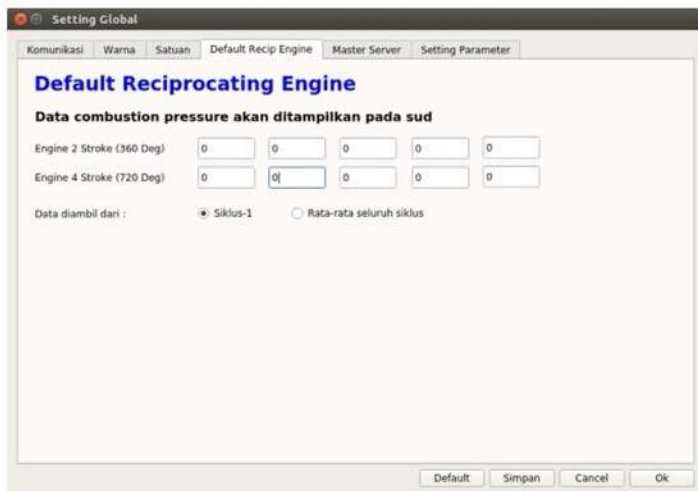 Setting Global
Komunikasi Warna Satuan Default Recip Engine Master Server Setting Parameter
Default Reciprocating Engine
Data combustion pressure akan ditampilkan pada sud
Engine 2 Stroke (360 Deg) 0 0 0 0 0
Engine 4 Stroke (720 Deg) 0 0 0 0 0
Data diambil dari : Siklus-1 Rata-rata seluruh siklus
Default Simpan Cancel Ok